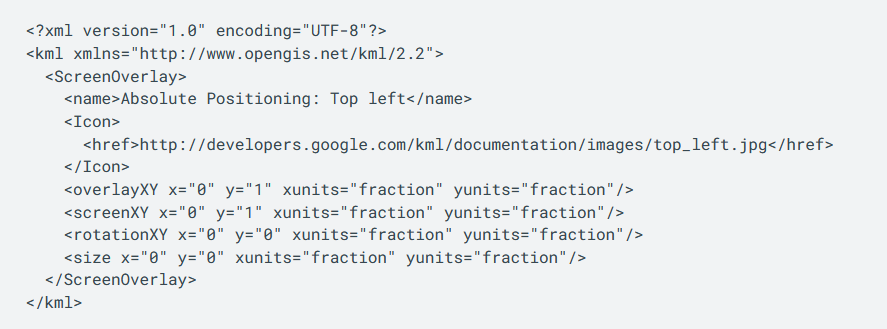 <?xml version="1.0" encoding="UTF-8"?>
<kml xmlns="http://www.opengis.net/kml/2.2">
  <ScreenOverlay>
    <name>Absolute Positioning: Top left</name>
    <Icon>
      <href>http://developers.google.com/kml/documentation/images/top_left.jpg</href>
    </Icon>
    <overlayXY x="0" y="1" xunits="fraction" yunits="fraction"/>
    <screenXY x="0" y="1" xunits="fraction" yunits="fraction"/>
    <rotationXY x="0" y="0" xunits="fraction" yunits="fraction"/>
    <size x="0" y="0" xunits="fraction" yunits="fraction"/>
  </ScreenOverlay>
</kml>